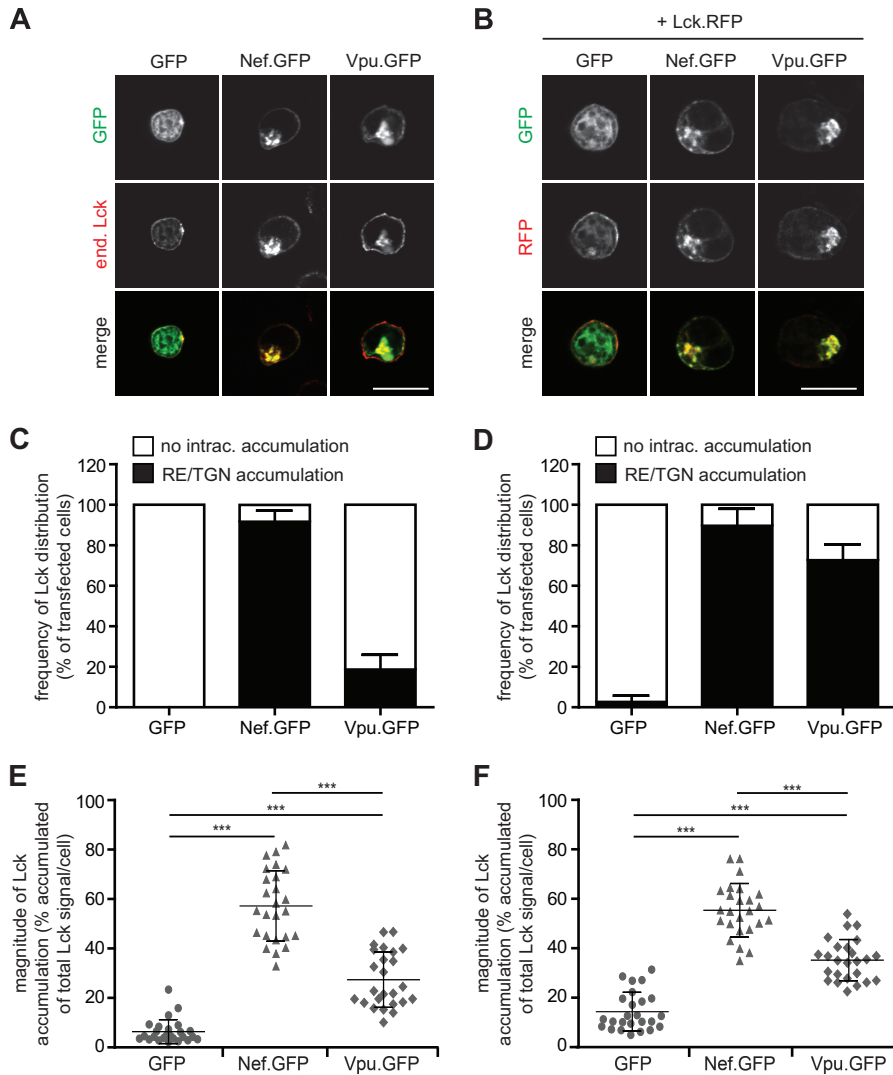 A
B
+ Lck.RFP
GFP Nef.GFP Vpu.GFP
GFP Nef.GFP Vpu.GFP
GFP
end. Lck
merge
GFP
RFP
merge
C
no intrac. accumulation
RE/TGN accumulation
frequency of Lck distribution
(% of transfected cells)
120
100
80
60
40
20
0
GFP Nef.GFP Vpu.GFP
D
no intrac. accumulation
RE/TGN accumulation
frequency of Lck distribution
(% of transfected cells)
120
100
80
60
40
20
0
GFP Nef.GFP Vpu.GFP
E
magnitude of Lck
accumulation (% accumulated
of total Lck signal/cell)
100
80
60
40
20
0
***
***
***
GFP Nef.GFP Vpu.GFP
F
magnitude of Lck
accumulation (% accumulated
of total Lck signal/cell)
100
80
60
40
20
0
***
***
***
GFP Nef.GFP Vpu.GFP